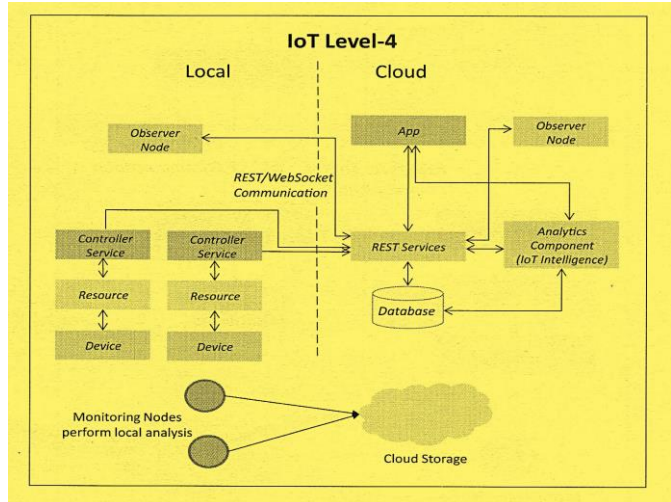 IoT Level-4
Local
Cloud
Observer
Node
App
Observer
Node
REST/WebSocket
Communication
Controller
Service
Controller
Service
REST Services
Analytics
Component
(IoT Intelligence)
Resource
Resource
Database
Device
Device
Monitoring Nodes
perform local analysis
Cloud Storage